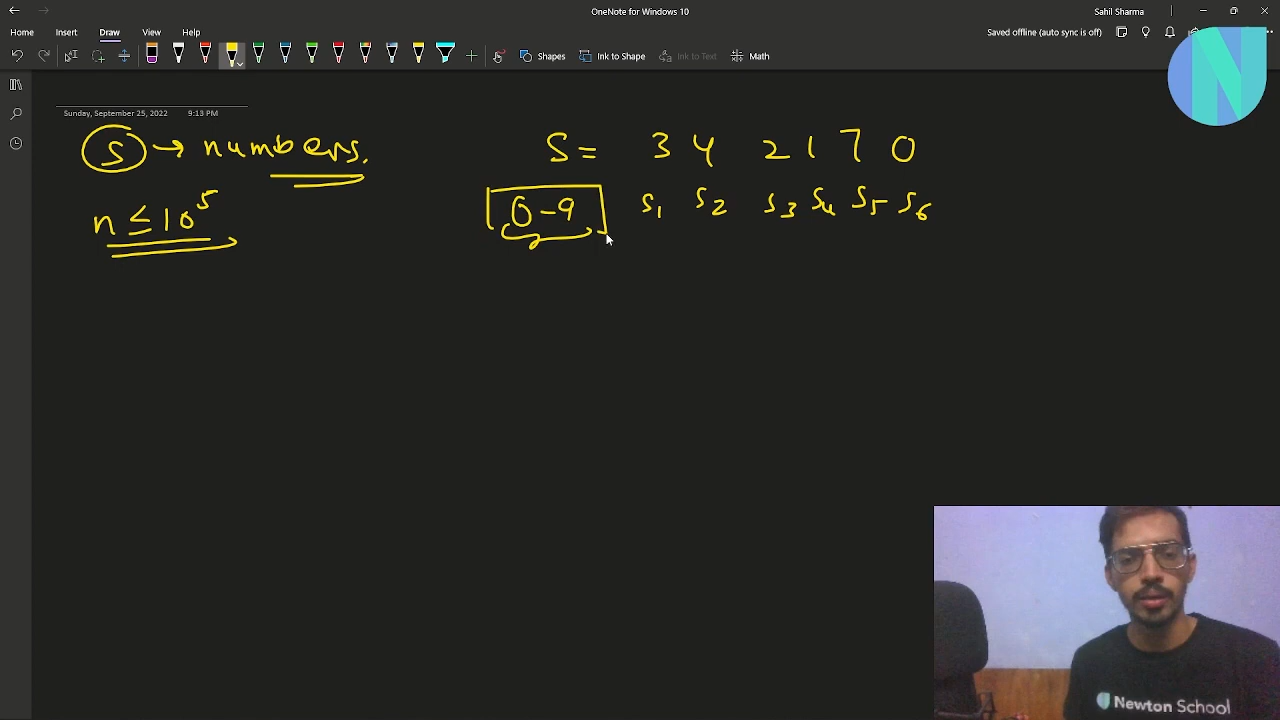 OneNote for Windows 10
Sahil Sharma
Home Insert Draw View Help
Saved offline (auto sync is off)
Shapes Ink to Shape Ink to Text Math
Sunday, September 25, 2022 9:13 PM
S → numbers.
n ≤ 10^5
S = 3 4 2 1 7 0
0-9
S1 S2 S3 S4 S5 S6
Newton School